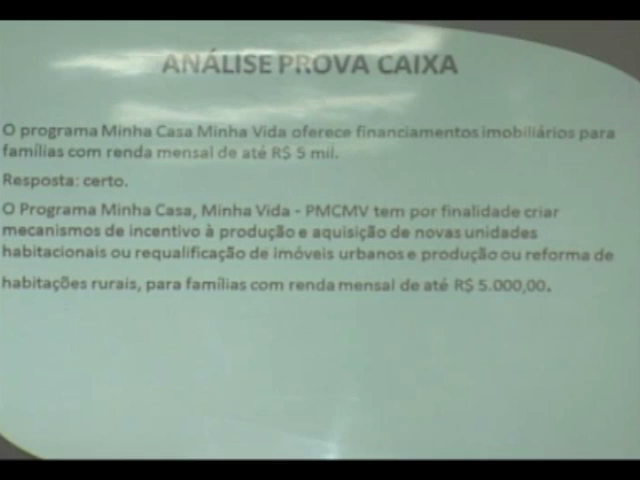 ANÁLISE PROVA CAIXA
O programa Minha Casa Minha Vida oferece financiamentos imobiliários para
famílias com renda mensal de até R$ 5 mil.
Resposta: certo.
O Programa Minha Casa, Minha Vida - PMCMV tem por finalidade criar
mecanismos de incentivo à produção e aquisição de novas unidades
habitacionais ou requalificação de imóveis urbanos e produção ou reforma de
habitações rurais, para famílias com renda mensal de até R$ 5.000,00.